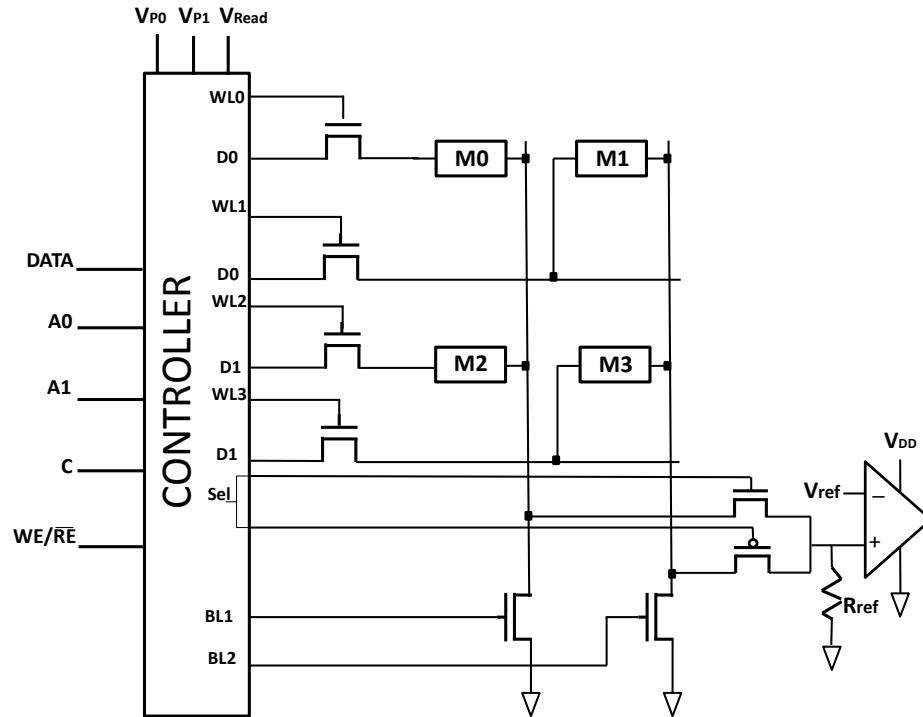 VP0 VP1 VRead
WL0
D0
M0
M1
WL1
D0
WL2
D1
M2
M3
WL3
D1
Sel
BL1
BL2
CONTROLLER
DATA
A0
A1
C
WE/R̅E̅
VDD
Vref
−
+
Rref